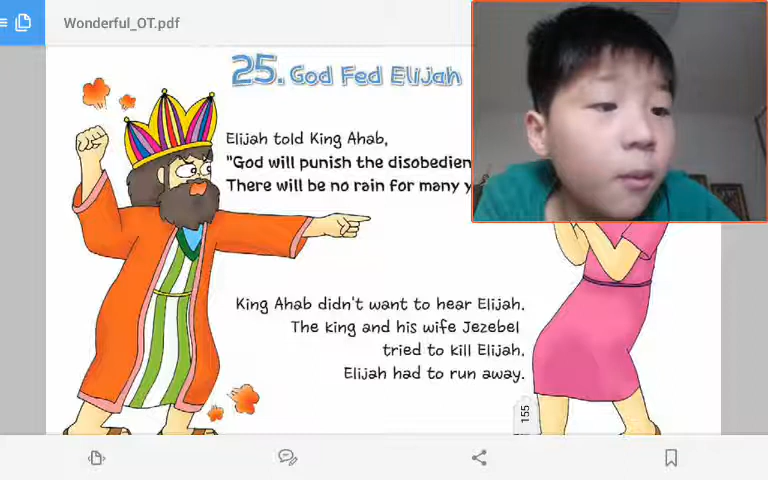 Wonderful_OT.pdf
25. God Fed Elijah
Elijah told King Ahab,
"God will punish the disobedien
There will be no rain for many y
King Ahab didn't want to hear Elijah.
The king and his wife Jezebel
tried to kill Elijah.
Elijah had to run away.
155